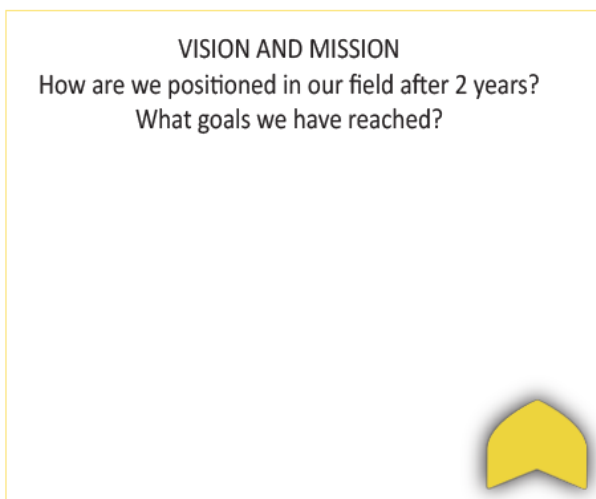 VISION AND MISSION
How are we positioned in our field after 2 years?
What goals we have reached?